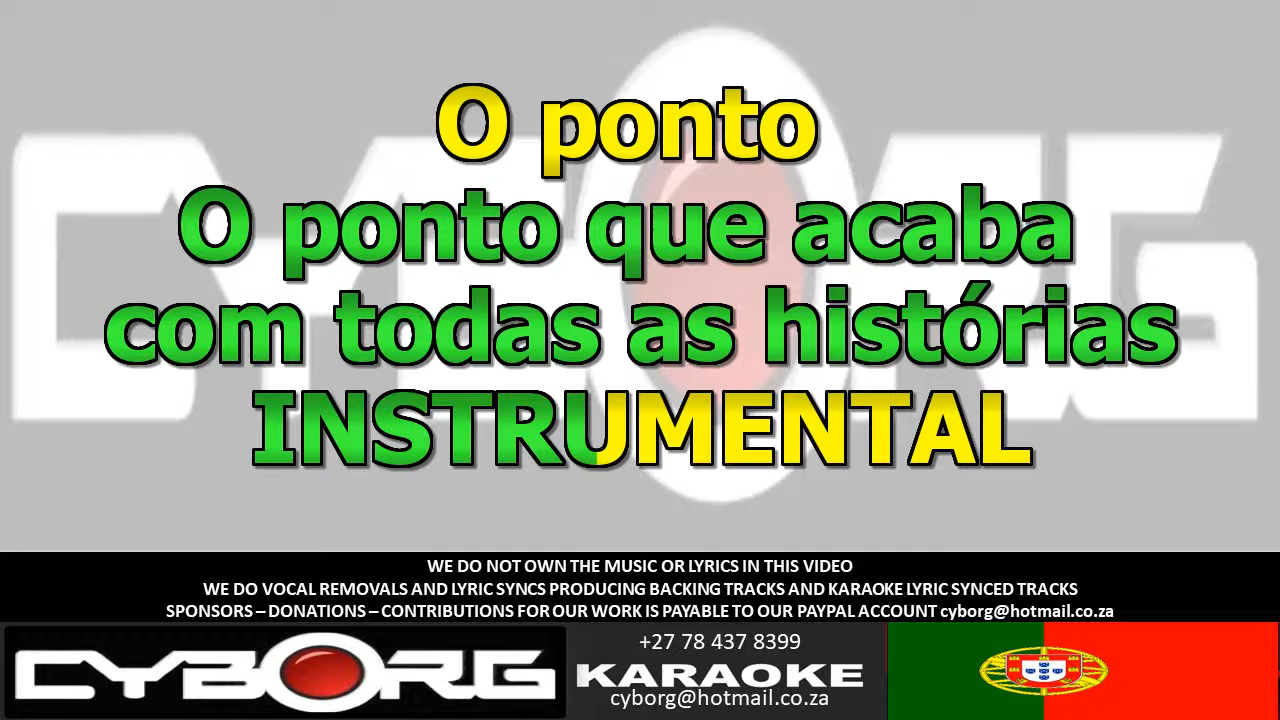 CYBORG
O ponto
O ponto que acaba
com todas as histórias
INSTRUMENTAL
WE DO NOT OWN THE MUSIC OR LYRICS IN THIS VIDEO
WE DO VOCAL REMOVALS AND LYRIC SYNCS PRODUCING BACKING TRACKS AND KARAOKE LYRIC SYNCED TRACKS
SPONSORS – DONATIONS – CONTRIBUTIONS FOR OUR WORK IS PAYABLE TO OUR PAYPAL ACCOUNT cyborg@hotmail.co.za
CYBORG
+27 78 437 8399
KARAOKE
cyborg@hotmail.co.za